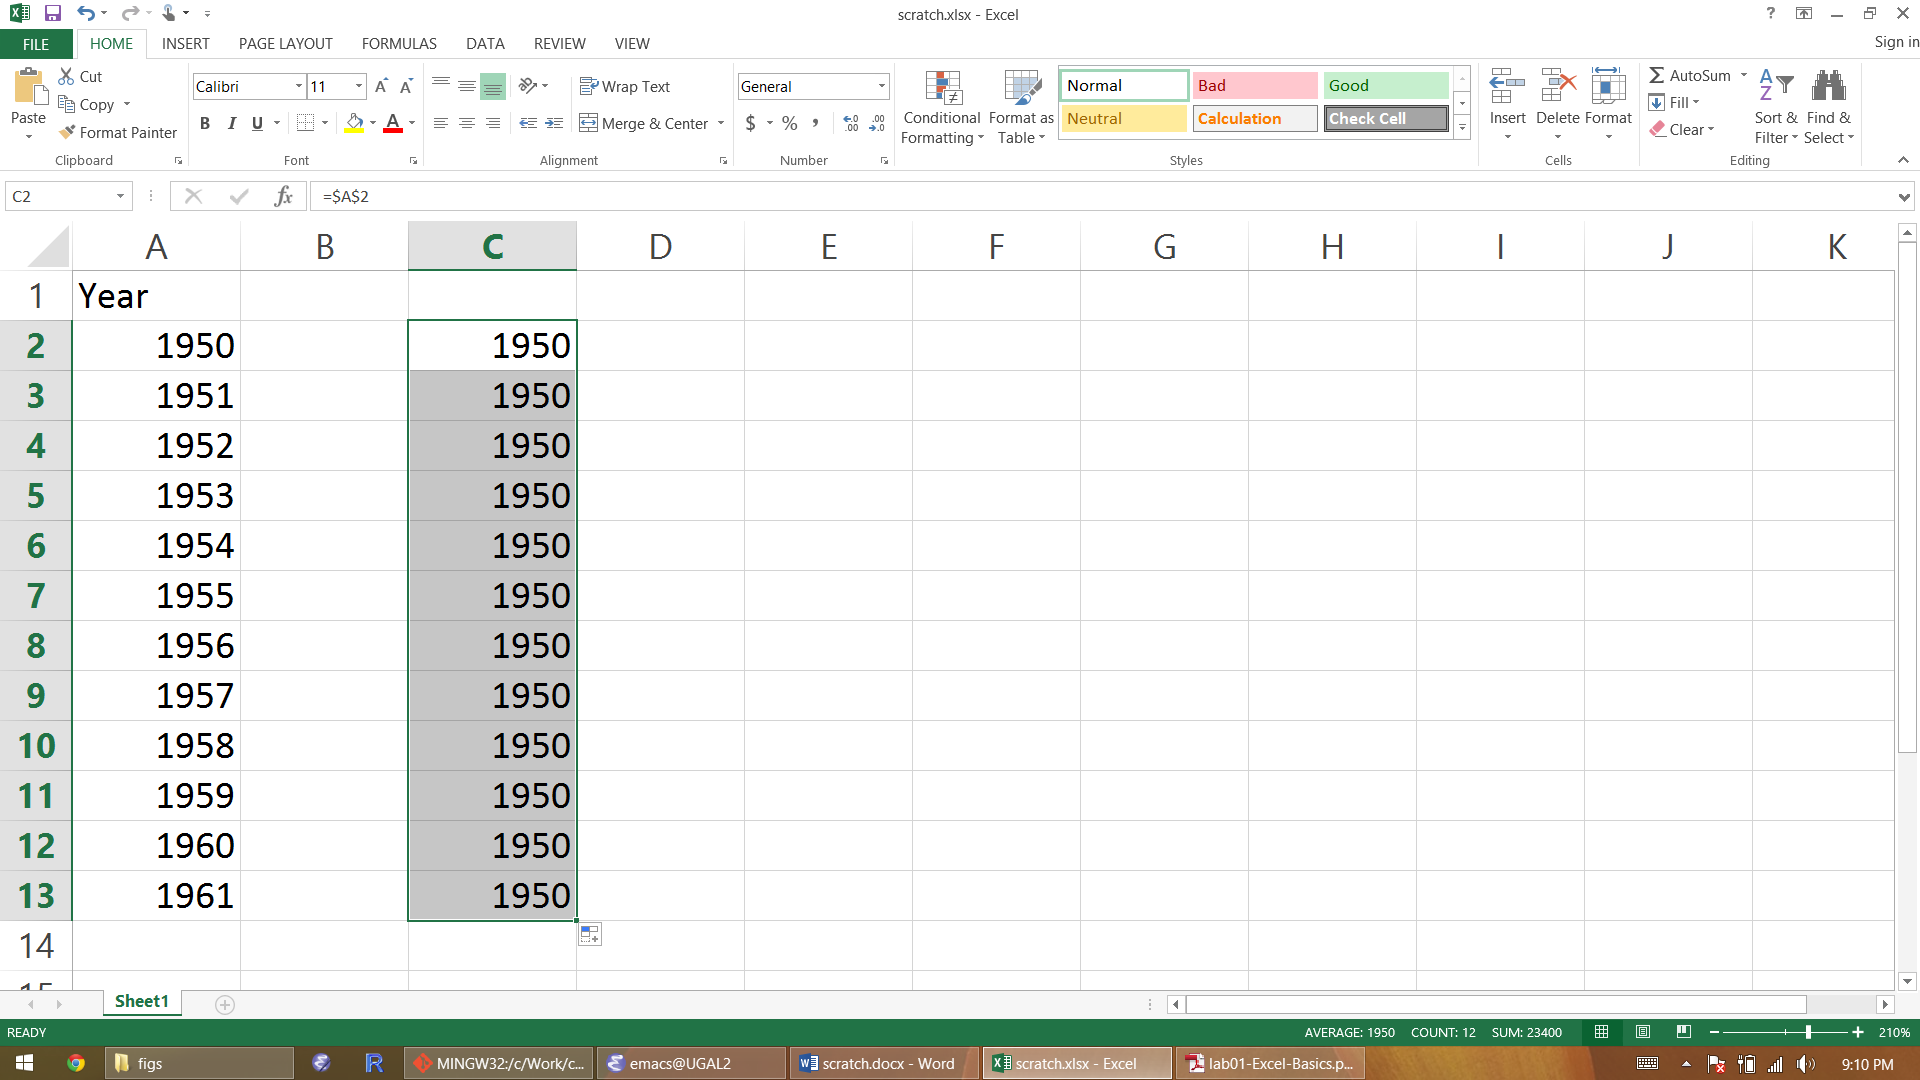 scratch.xlsx - Excel
?
FILE HOME INSERT PAGE LAYOUT FORMULAS DATA REVIEW VIEW Sign in
Paste
Cut
Copy
Format Painter
Clipboard
Calibri 11 A A
B I U A
Font
Wrap Text
Merge & Center
Alignment
General
$ % , .00 .0
Number
Conditional Formatting
Format as Table
Normal Bad Good
Neutral Calculation Check Cell
Styles
Insert Delete Format
Cells
Σ AutoSum
Fill
Clear
Sort & Filter
Find & Select
Editing
C2 fx =$A$2
A B C D E F G H I J K
1 Year
2 1950 1950
3 1951 1950
4 1952 1950
5 1953 1950
6 1954 1950
7 1955 1950
8 1956 1950
9 1957 1950
10 1958 1950
11 1959 1950
12 1960 1950
13 1961 1950
14
Sheet1
READY AVERAGE: 1950 COUNT: 12 SUM: 23400 210%
figs R MINGW32:/c/Work/c... emacs@UGAL2 scratch.docx - Word scratch.xlsx - Excel lab01-Excel-Basics.p... 9:10 PM